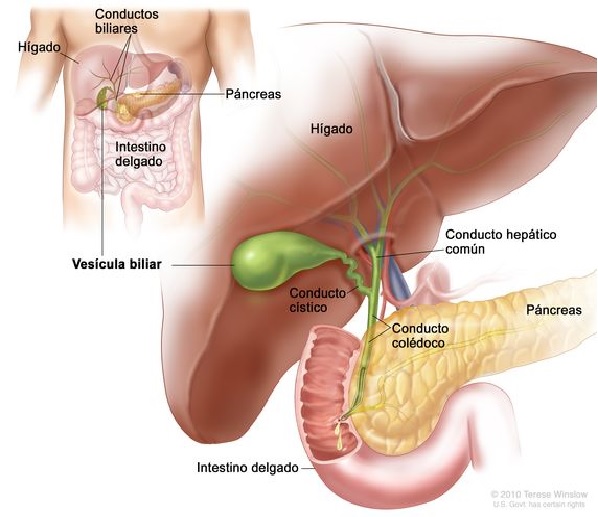 Conductos
biliares
Hígado
Páncreas
Intestino
delgado
Vesícula biliar
Hígado
Conducto hepático
común
Conducto
cístico
Páncreas
Conducto
colédoco
Intestino delgado
© 2010 Terese Winslow
U.S. Govt. has certain rights